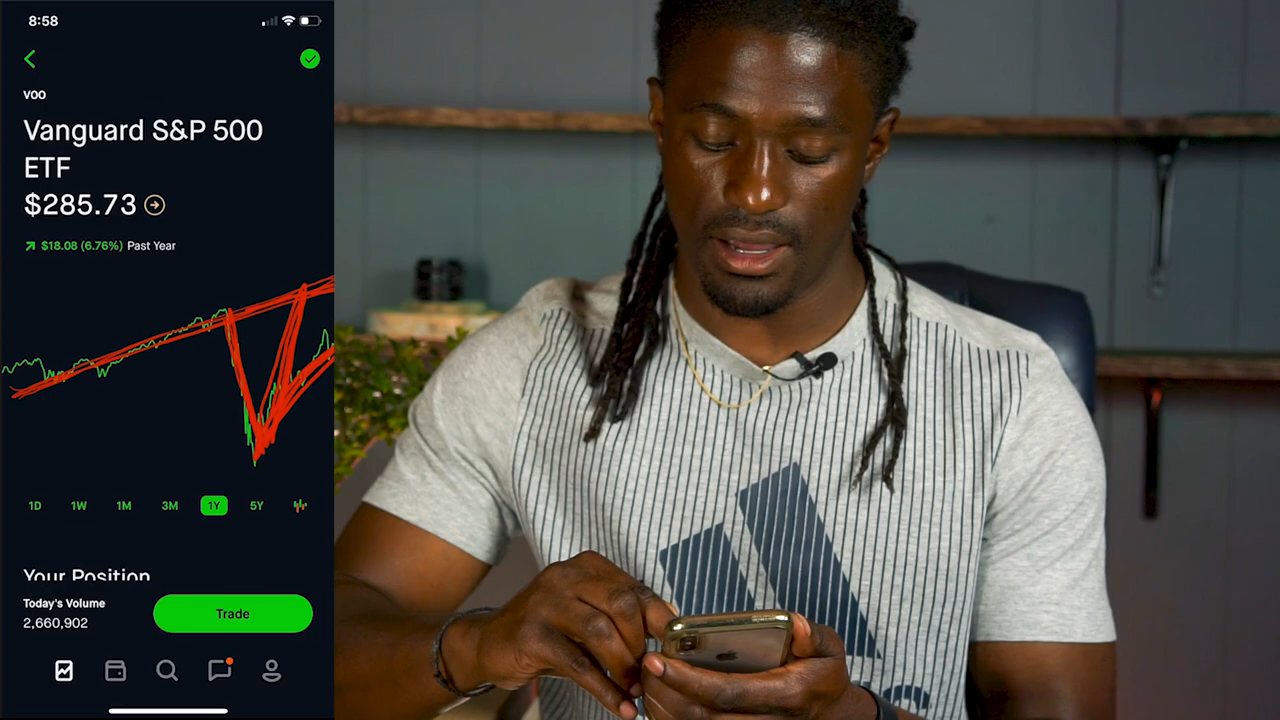 8:58
VOO
Vanguard S&P 500
ETF
$285.73
$18.08 (6.76%) Past Year
1D 1W 1M 3M 1Y 5Y
Your Position
Today's Volume
2,660,902
Trade